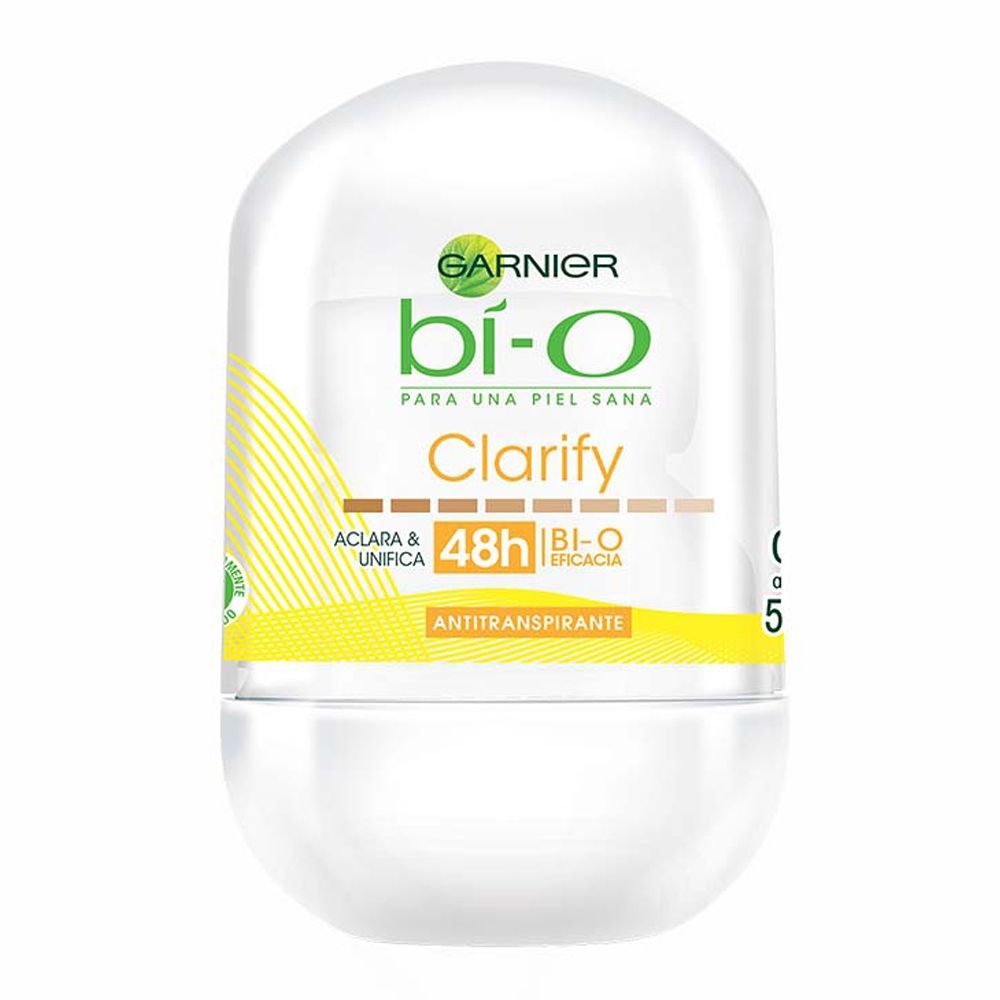 GARNIER
bí-o
PARA UNA PIEL SANA
Clarify
ACLARA &
UNIFICA
48h
BI-O
EFICACIA
ANTITRANSPIRANTE